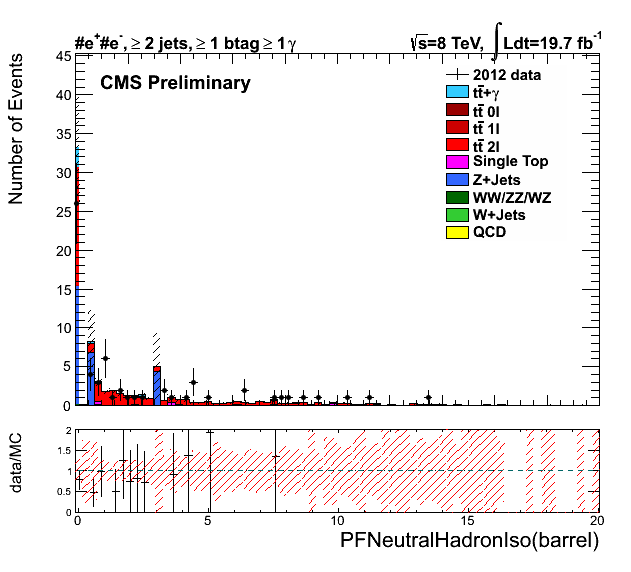 #e+#e-, ≥ 2 jets, ≥ 1 btag ≥ 1 γ
√s=8 TeV, ∫ Ldt=19.7 fb-1
CMS Preliminary
Number of Events
45
40
35
30
25
20
15
10
5
0
2012 data
tt̄+γ
tt̄ 0l
tt̄ 1l
tt̄ 2l
Single Top
Z+Jets
WW/ZZ/WZ
W+Jets
QCD
data/MC
2
1.5
1
0.5
0
0 5 10 15 20
PFNeutralHadronIso(barrel)